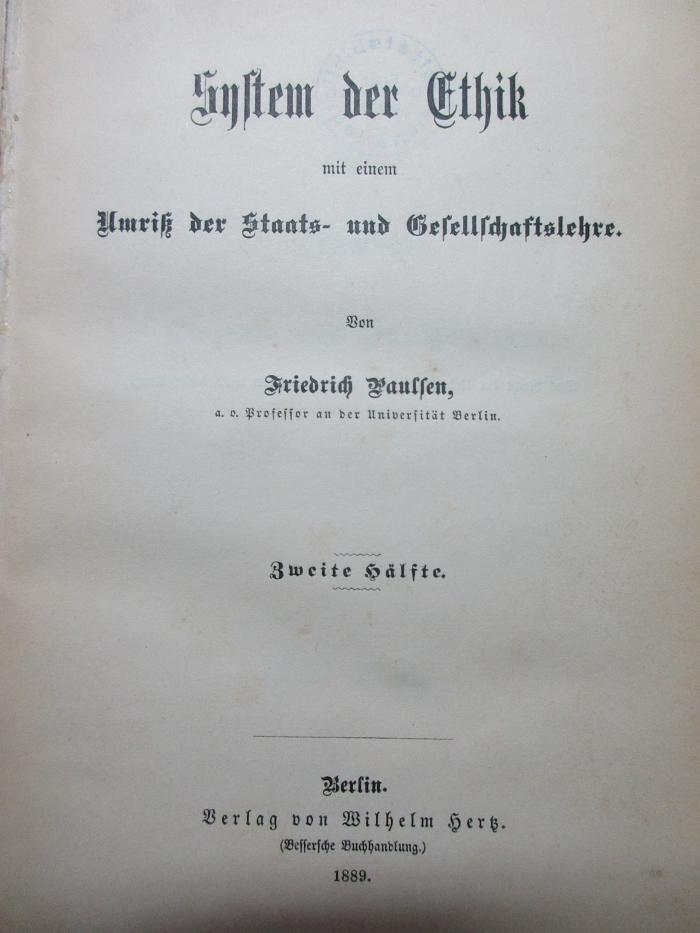 System der Ethik
mit einem
Umriß der Staats- und Gesellschaftslehre.
Von
Friedrich Paulsen,
a. o. Professor an der Universität Berlin.
Zweite Hälfte.
Berlin.
Verlag von Wilhelm Hertz.
(Bessersche Buchhandlung.)
1889.